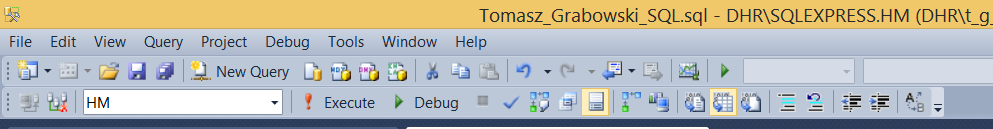 Tomasz_Grabowski_SQL.sql - DHR\SQLEXPRESS.HM (DHR\t_g_
File Edit View Query Project Debug Tools Window Help
New Query
HM Execute Debug